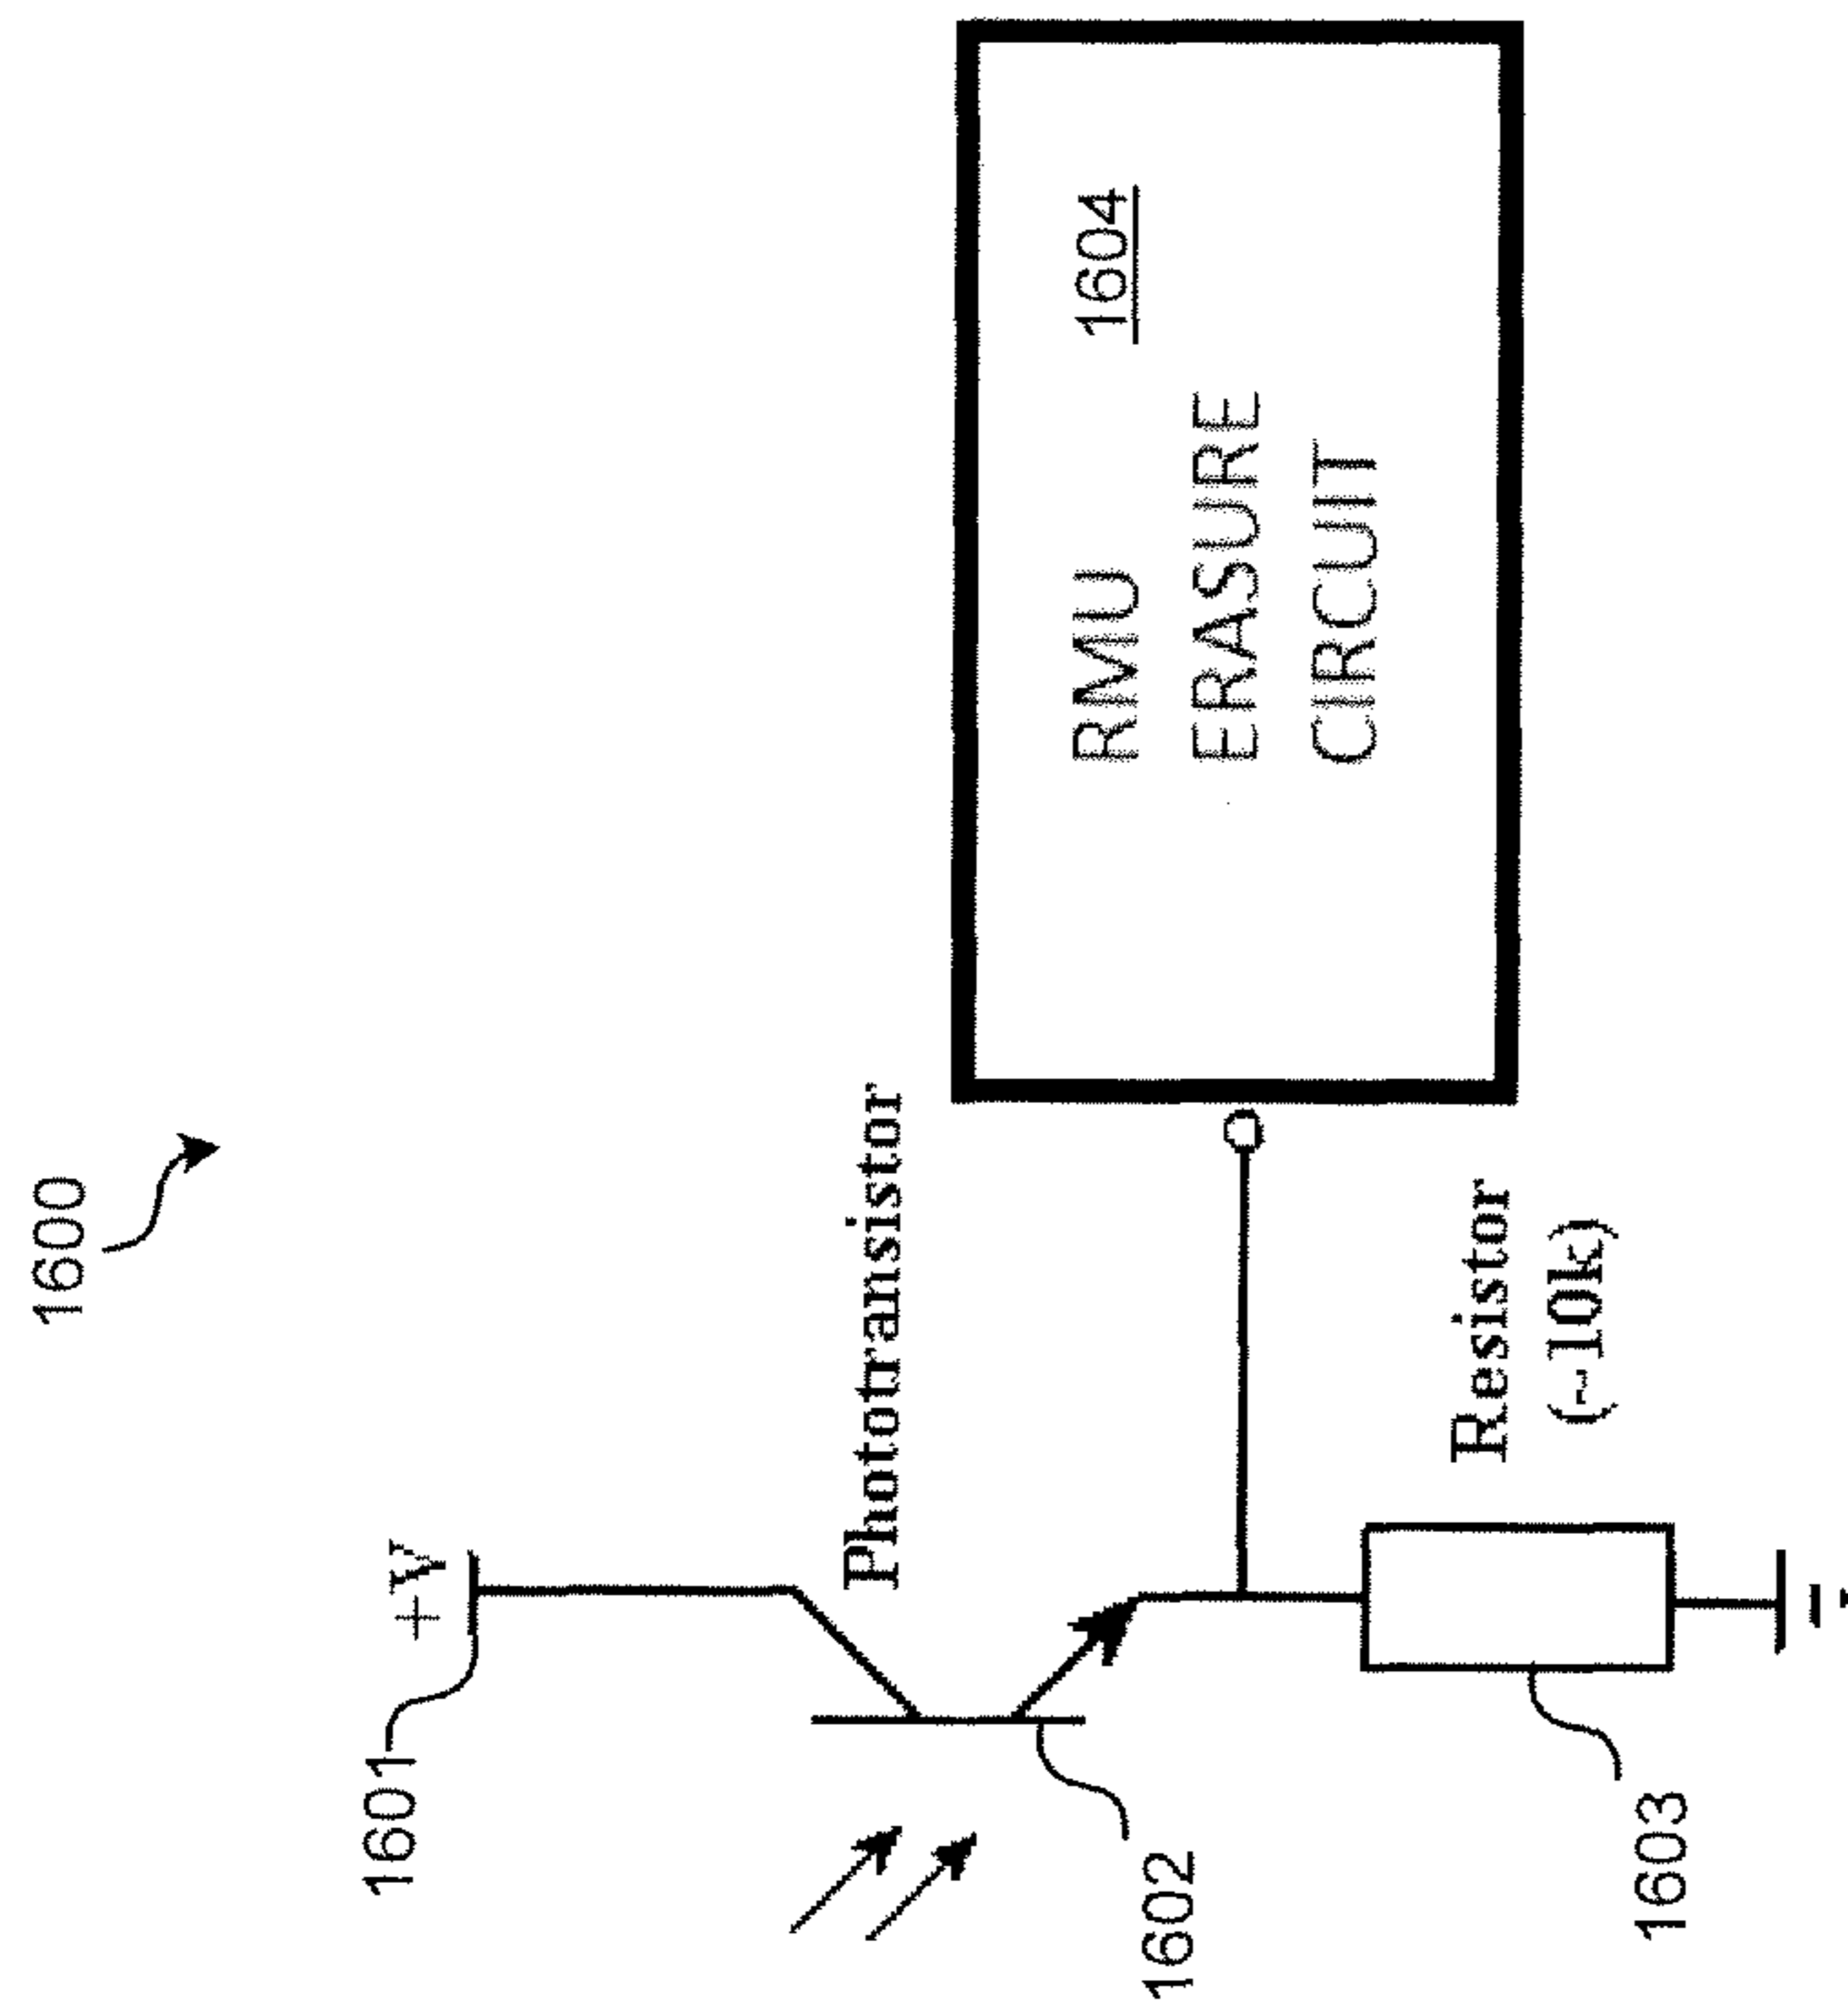 1600
1601
+V
Phototransistor
1602
RMU
1604
ERASURE
CIRCUIT
Resistor
(~10k)
1603